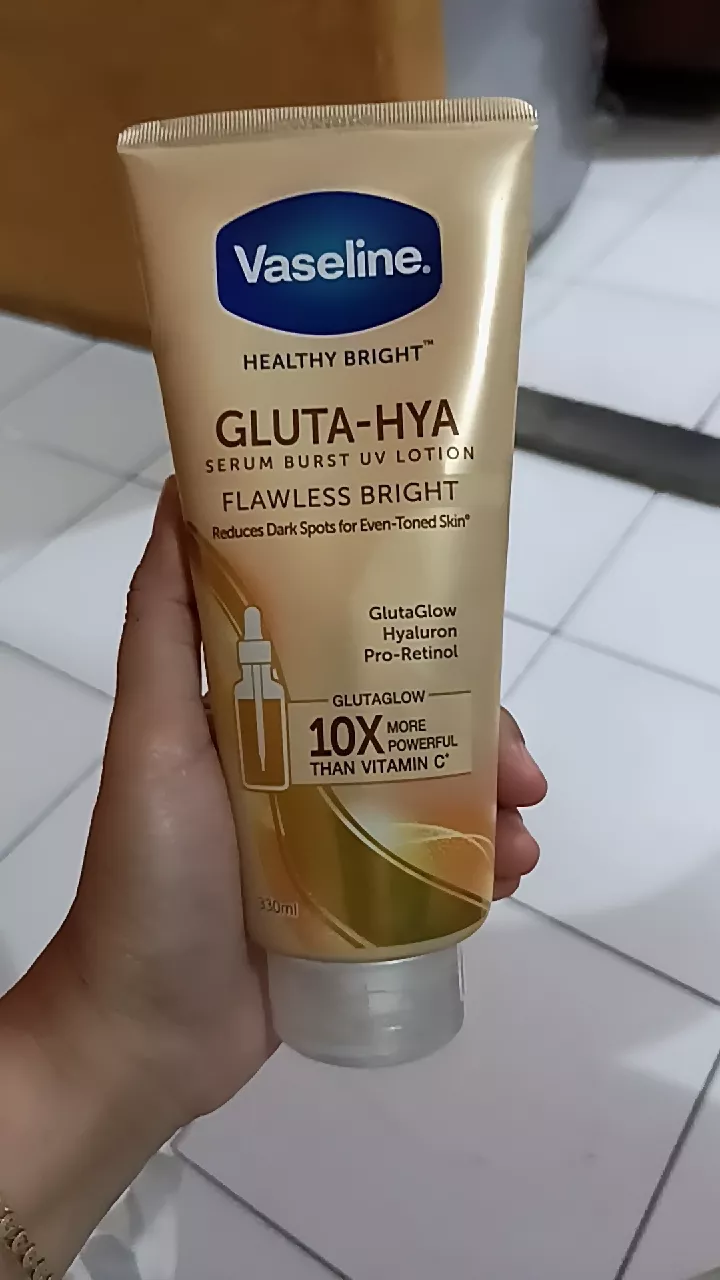 Vaseline.
HEALTHY BRIGHT™
GLUTA-HYA
SERUM BURST UV LOTION
FLAWLESS BRIGHT
Reduces Dark Spots for Even-Toned Skin*
GlutaGlow
Hyaluron
Pro-Retinol
GLUTAGLOW
10X MORE
POWERFUL
THAN VITAMIN C*
330ml